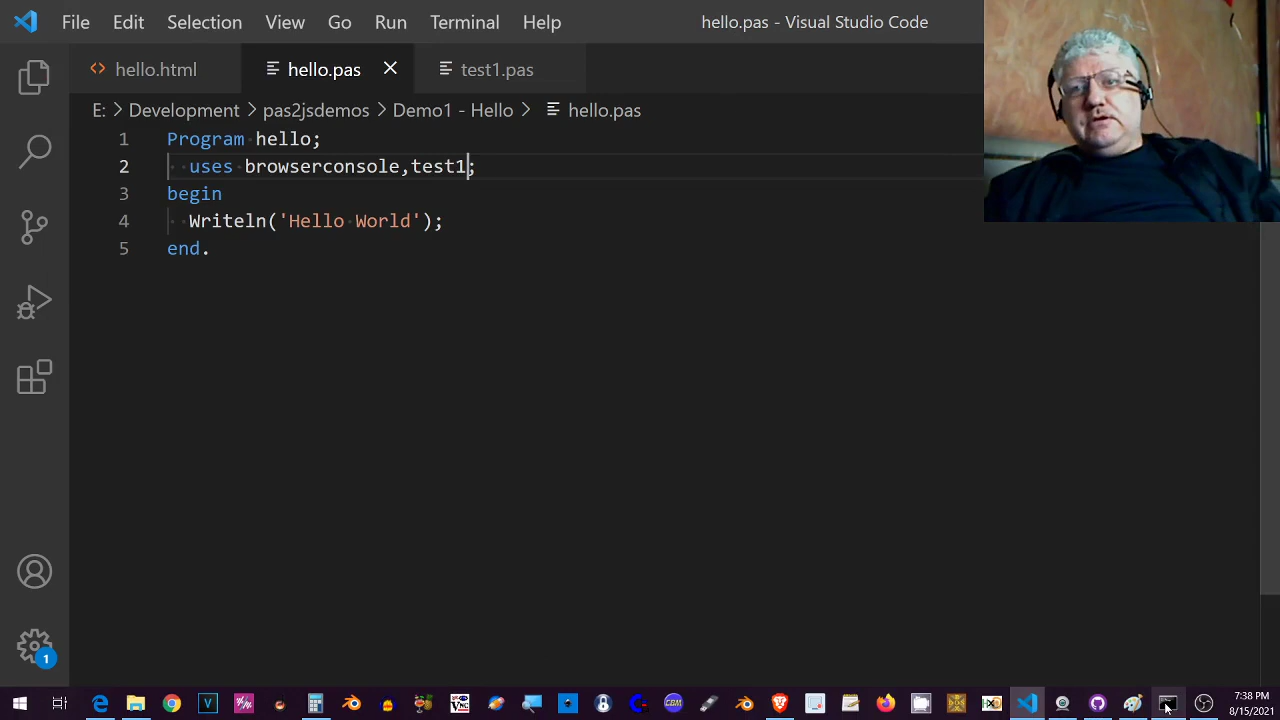 File Edit Selection View Go Run Terminal Help
hello.pas - Visual Studio Code
hello.html
hello.pas
test1.pas
E: > Development > pas2jsdemos > Demo1 - Hello > hello.pas
1 Program hello;
2 uses browserconsole,test1;
3 begin
4 Writeln('Hello World');
5 end.
1
7:38 PM
8/15/2021